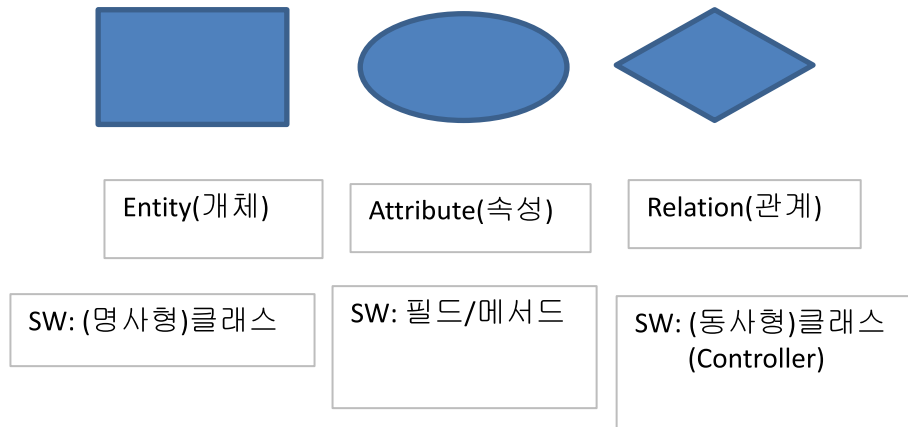 Entity(개체)
Attribute(속성)
Relation(관계)
SW: (명사형)클래스
SW: 필드/메서드
SW: (동사형)클래스
(Controller)